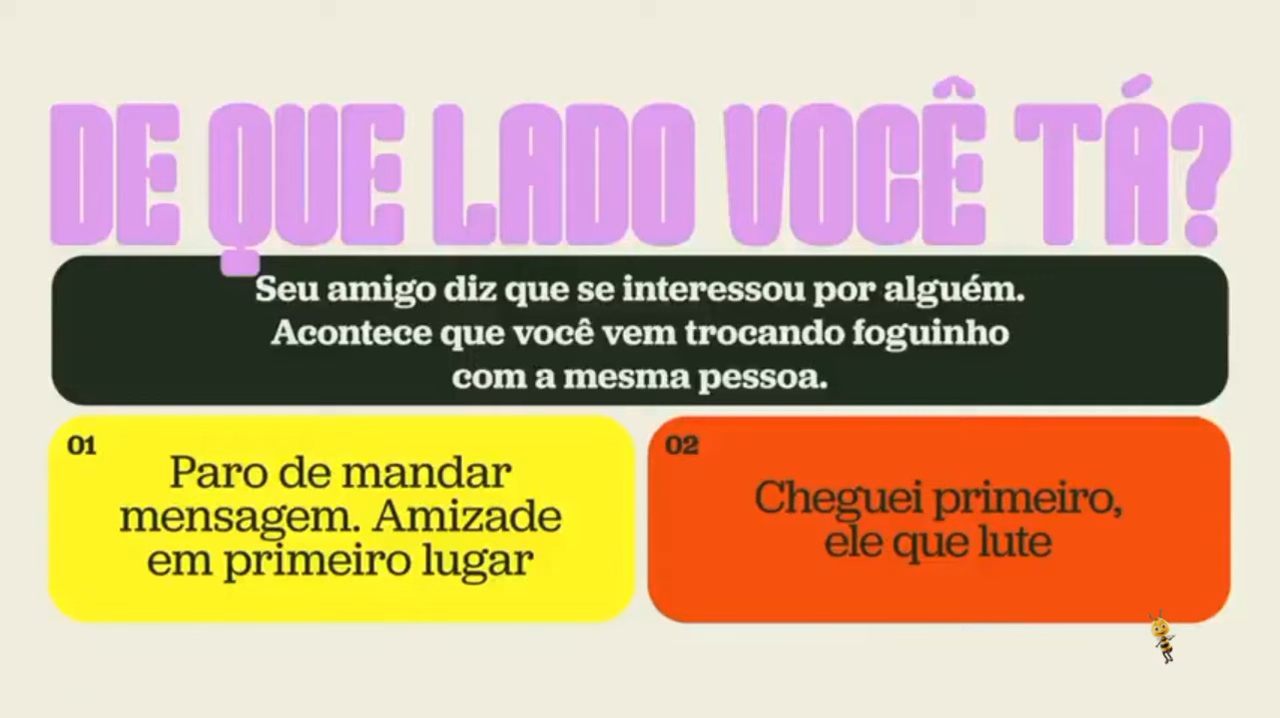 DE QUE LADO VOCÊ TÁ?
Seu amigo diz que se interessou por alguém.
Acontece que você vem trocando foguinho
com a mesma pessoa.
01
Paro de mandar
mensagem. Amizade
em primeiro lugar
02
Cheguei primeiro,
ele que lute